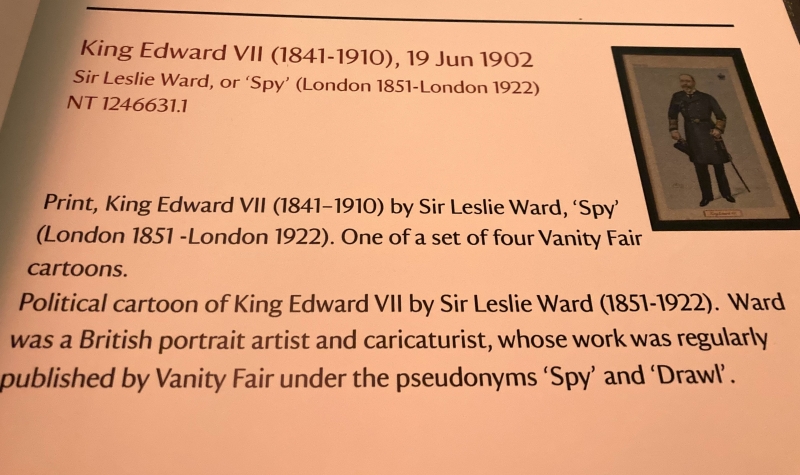 King Edward VII (1841-1910), 19 Jun 1902
Sir Leslie Ward, or 'Spy' (London 1851-London 1922)
NT 1246631.1
Print, King Edward VII (1841–1910) by Sir Leslie Ward, 'Spy'
(London 1851 -London 1922). One of a set of four Vanity Fair
cartoons.
Political cartoon of King Edward VII by Sir Leslie Ward (1851-1922). Ward
was a British portrait artist and caricaturist, whose work was regularly
published by Vanity Fair under the pseudonyms 'Spy' and 'Drawl'.